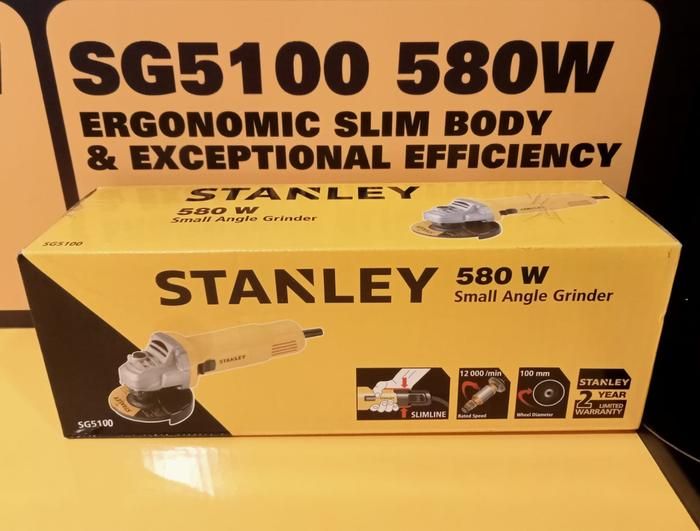 SG5100 580W
ERGONOMIC SLIM BODY
& EXCEPTIONAL EFFICIENCY
STANLEY
580 W
Small Angle Grinder
SG5100
STANLEY
580 W
Small Angle Grinder
STANLEY
STANLEY
SG5100
SLIMLINE
12 000 /min
Rated Speed
100 mm
Wheel Diameter
STANLEY
2 YEAR
LIMITED
WARRANTY